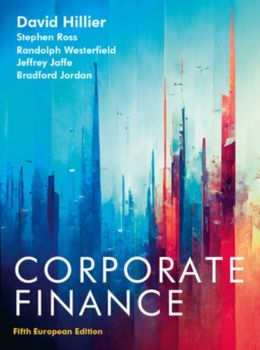 David Hillier
Stephen Ross
Randolph Westerfield
Jeffrey Jaffe
Bradford Jordan
CORPORATE
FINANCE
Fifth European Edition